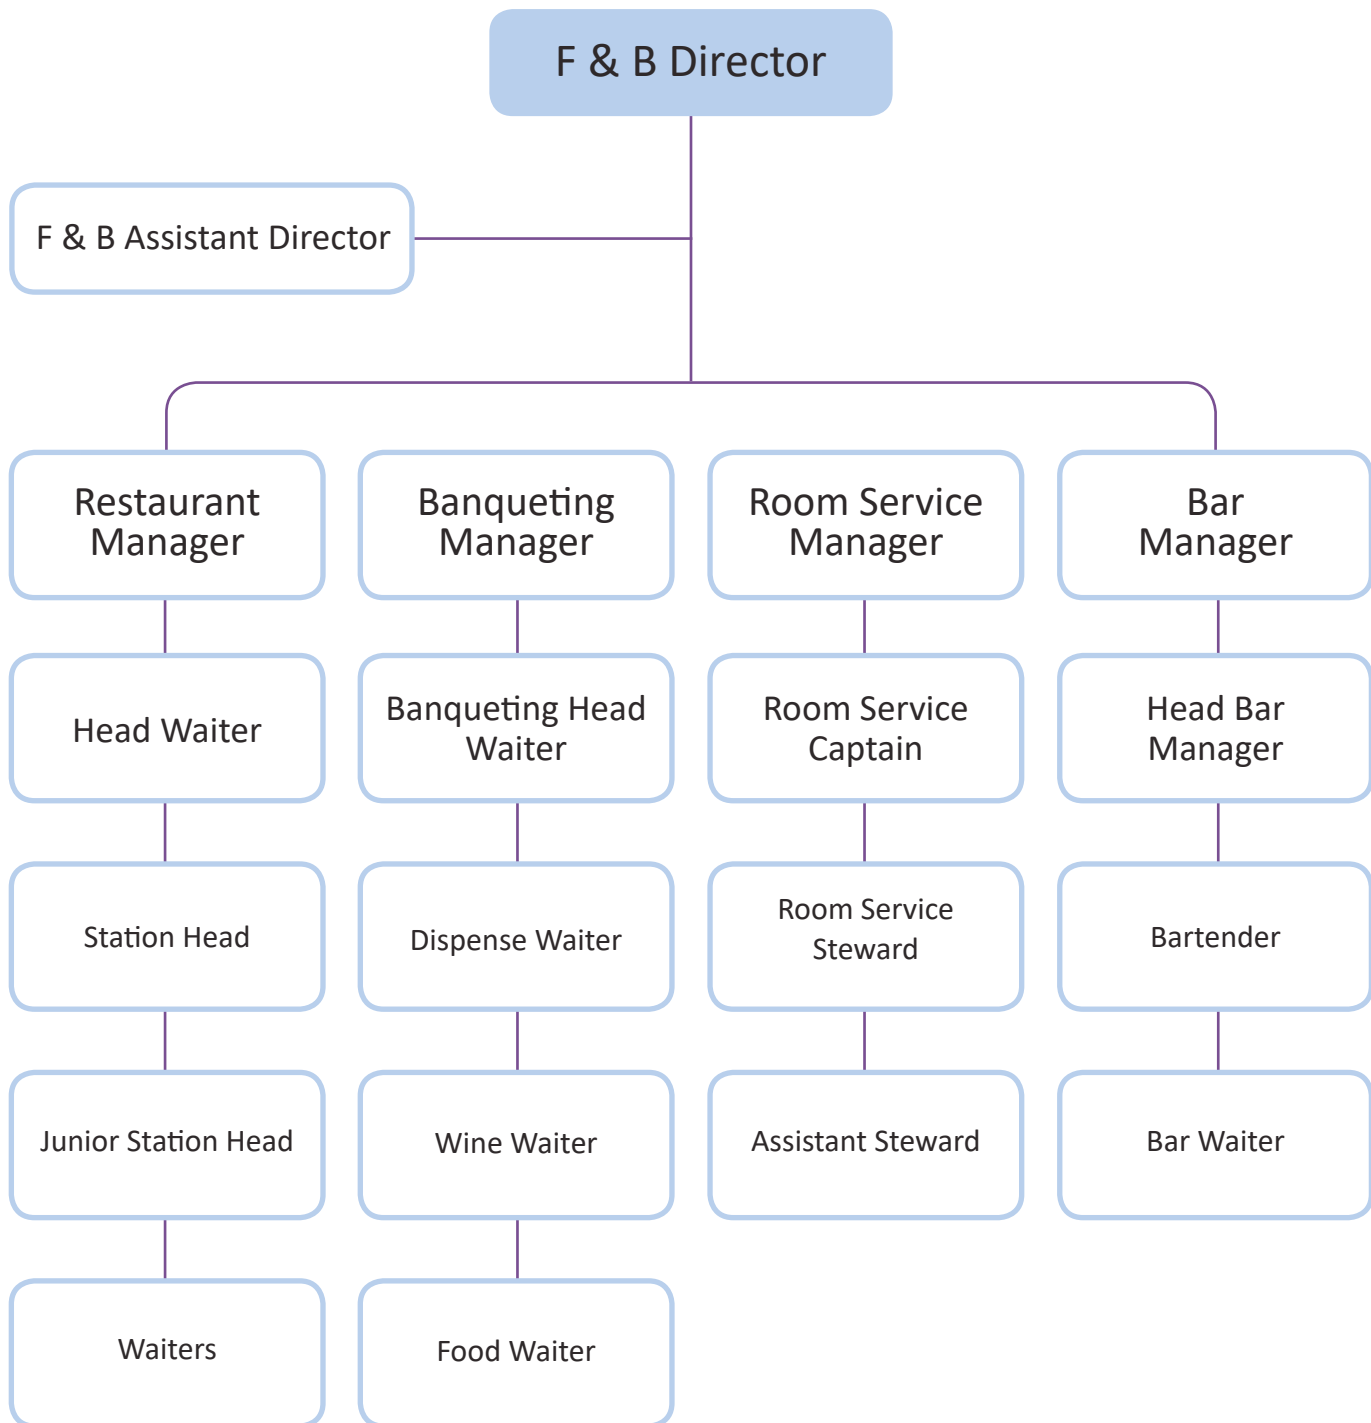 F & B Director
F & B Assistant Director
Restaurant
Manager
Banqueting
Manager
Room Service
Manager
Bar
Manager
Head Waiter
Banqueting Head
Waiter
Room Service
Captain
Head Bar
Manager
Station Head
Dispense Waiter
Room Service
Steward
Bartender
Junior Station Head
Wine Waiter
Assistant Steward
Bar Waiter
Waiters
Food Waiter